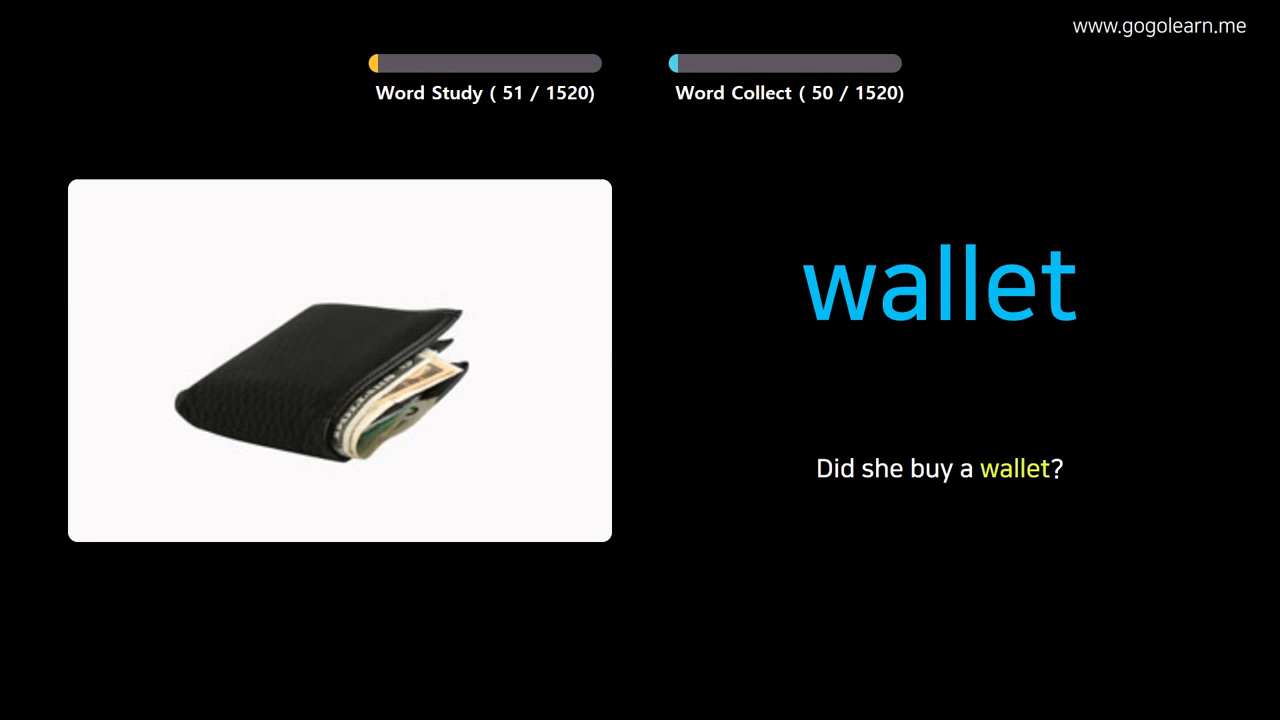 www.gogolearn.me
Word Study ( 51 / 1520)
Word Collect ( 50 / 1520)
wallet
Did she buy a wallet?